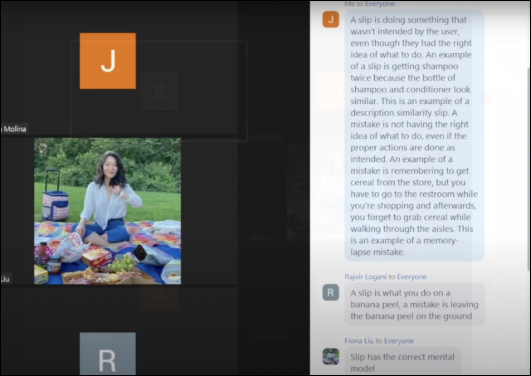 J
Molina
Liu
R
Me to Everyone
J
A slip is doing something that
wasn't intended by the user,
even though they had the right
idea of what to do. An example
of a slip is getting shampoo
twice because the bottle of
shampoo and conditioner look
similar. This is an example of a
description similarity slip. A
mistake is not having the right
idea of what to do, even if the
proper actions are done as
intended. An example of a
mistake is remembering to get
cereal from the store, but you
have to go to the restroom while
you're shopping and afterwards,
you forget to grab cereal while
walking through the aisles. This
is an example of a memory-
lapse mistake.
Rajvir Logani to Everyone
R
A slip is what you do on a
banana peel, a mistake is leaving
the banana peel on the ground
Fiona Liu to Everyone
Slip has the correct mental
model